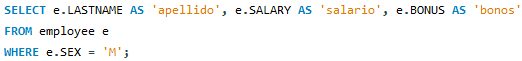 SELECT e.LASTNAME AS 'apellido', e.SALARY AS 'salario', e.BONUS AS 'bonos'
FROM employee e
WHERE e.SEX = 'M';